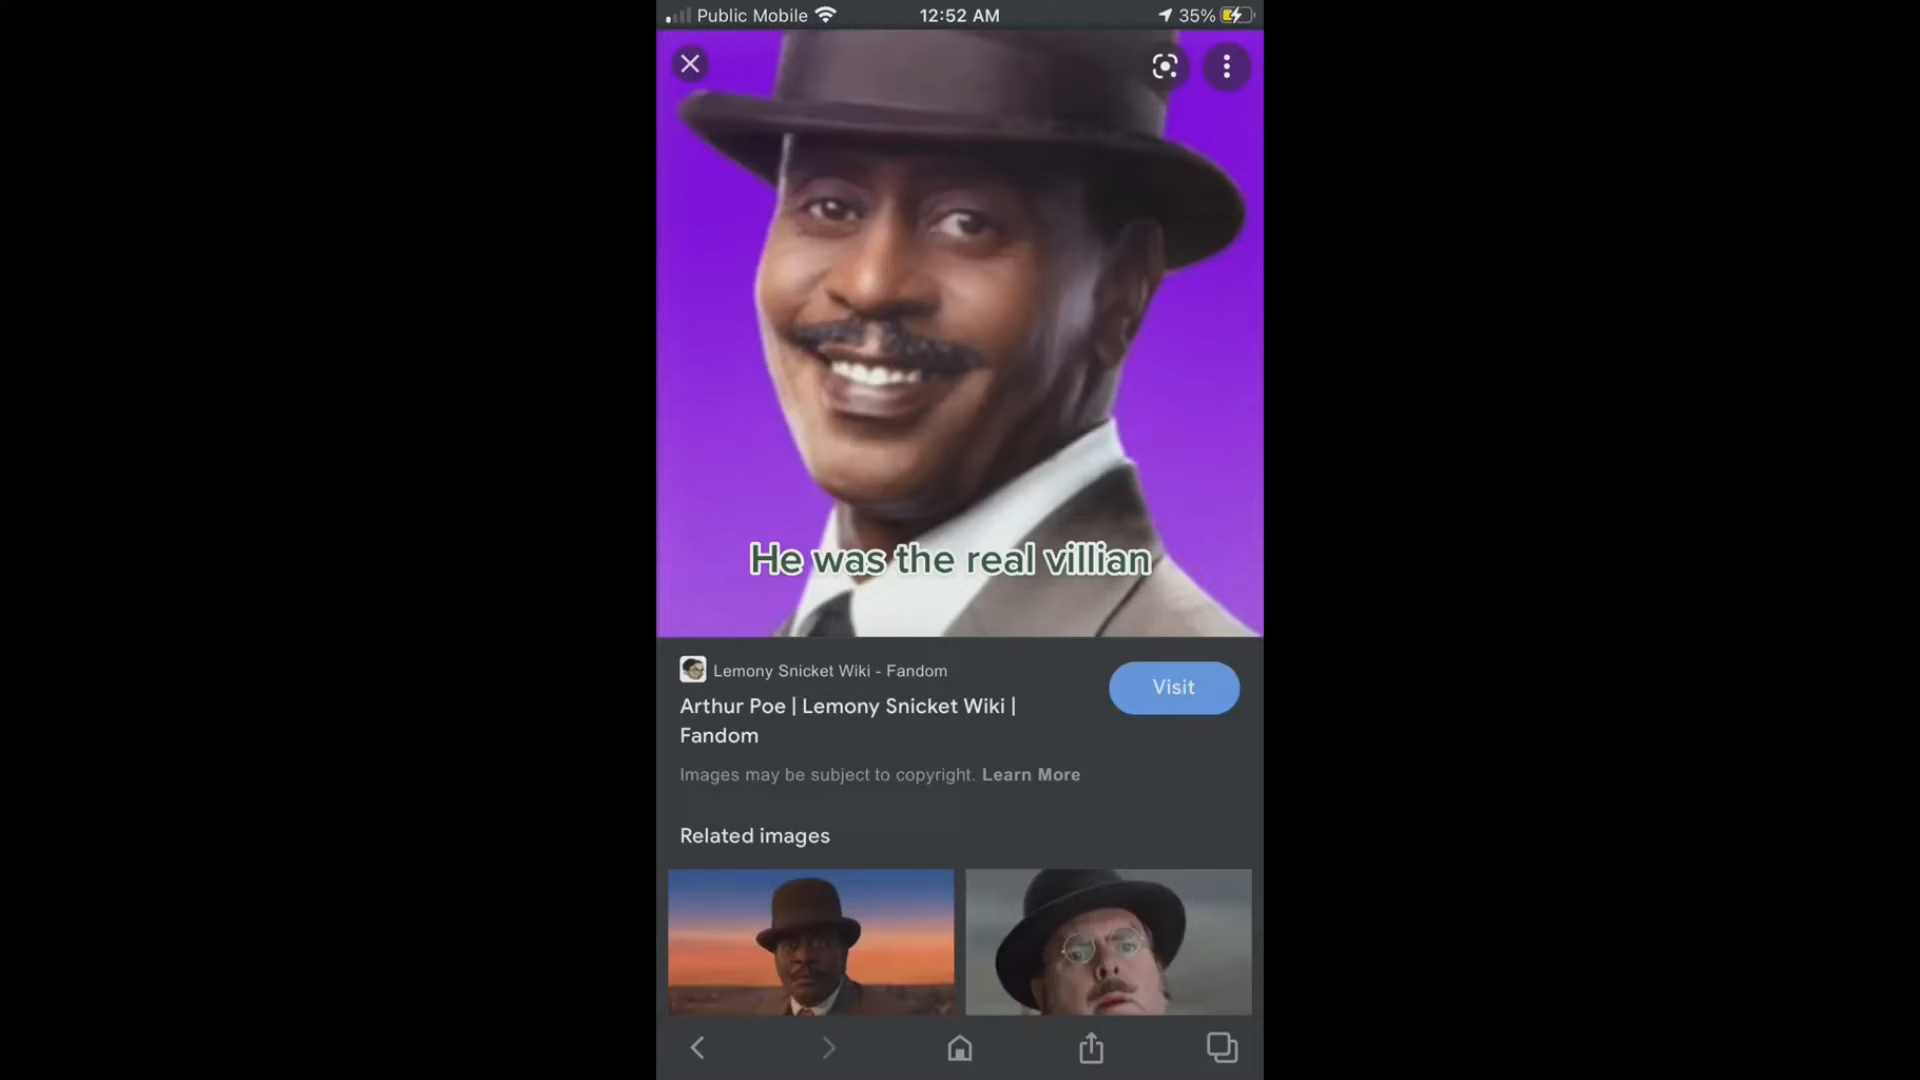 Public Mobile
12:52 AM
35%
He was the real villian
Lemony Snicket Wiki - Fandom
Visit
Arthur Poe | Lemony Snicket Wiki |
Fandom
Images may be subject to copyright. Learn More
Related images